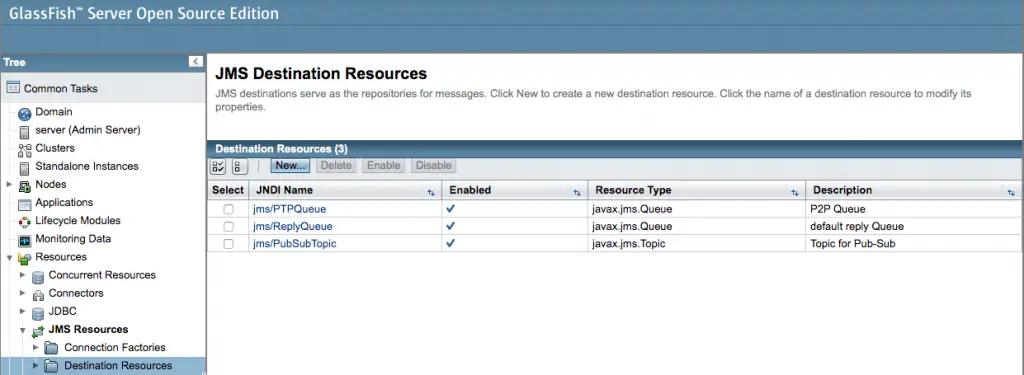 GlassFish™ Server Open Source Edition
Tree
Common Tasks
Domain
server (Admin Server)
Clusters
Standalone Instances
Nodes
Applications
Lifecycle Modules
Monitoring Data
Resources
Concurrent Resources
Connectors
JDBC
JMS Resources
Connection Factories
Destination Resources
JMS Destination Resources
JMS destinations serve as the repositories for messages. Click New to create a new destination resource. Click the name of a destination resource to modify its
properties.
Destination Resources (3)
New... Delete Enable Disable
Select JNDI Name Enabled Resource Type Description
jms/PTPQueue javax.jms.Queue P2P Queue
jms/ReplyQueue javax.jms.Queue default reply Queue
jms/PubSubTopic javax.jms.Topic Topic for Pub-Sub